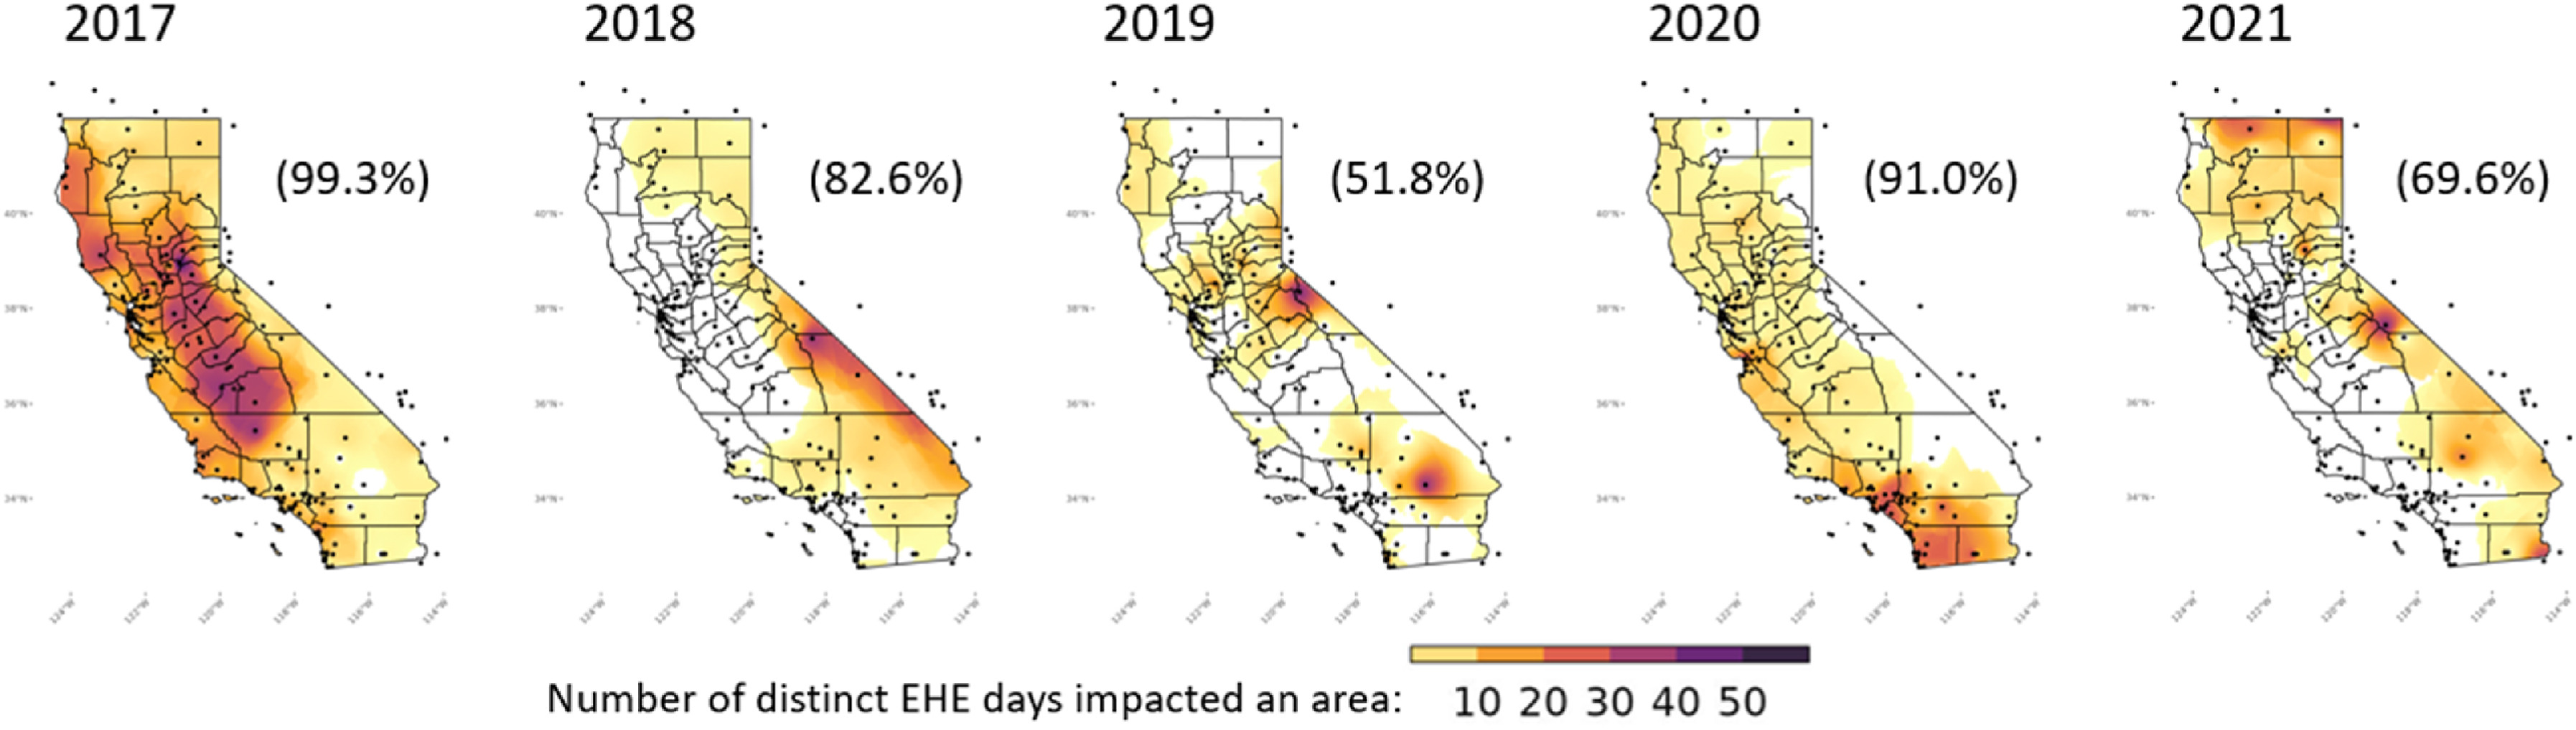 2017 2018 2019 2020 2021
(99.3%) (82.6%) (51.8%) (91.0%) (69.6%)
40°N 40°N 40°N 40°N 40°N
38°N 38°N 38°N 38°N 38°N
36°N 36°N 36°N 36°N 36°N
34°N 34°N 34°N 34°N 34°N
124°W 122°W 120°W 118°W 116°W 114°W 124°W 122°W 120°W 118°W 116°W 114°W 124°W 122°W 120°W 118°W 116°W 114°W 124°W 122°W 120°W 118°W 116°W 114°W 124°W 122°W 120°W 118°W 116°W 114°W
Number of distinct EHE days impacted an area: 10 20 30 40 50